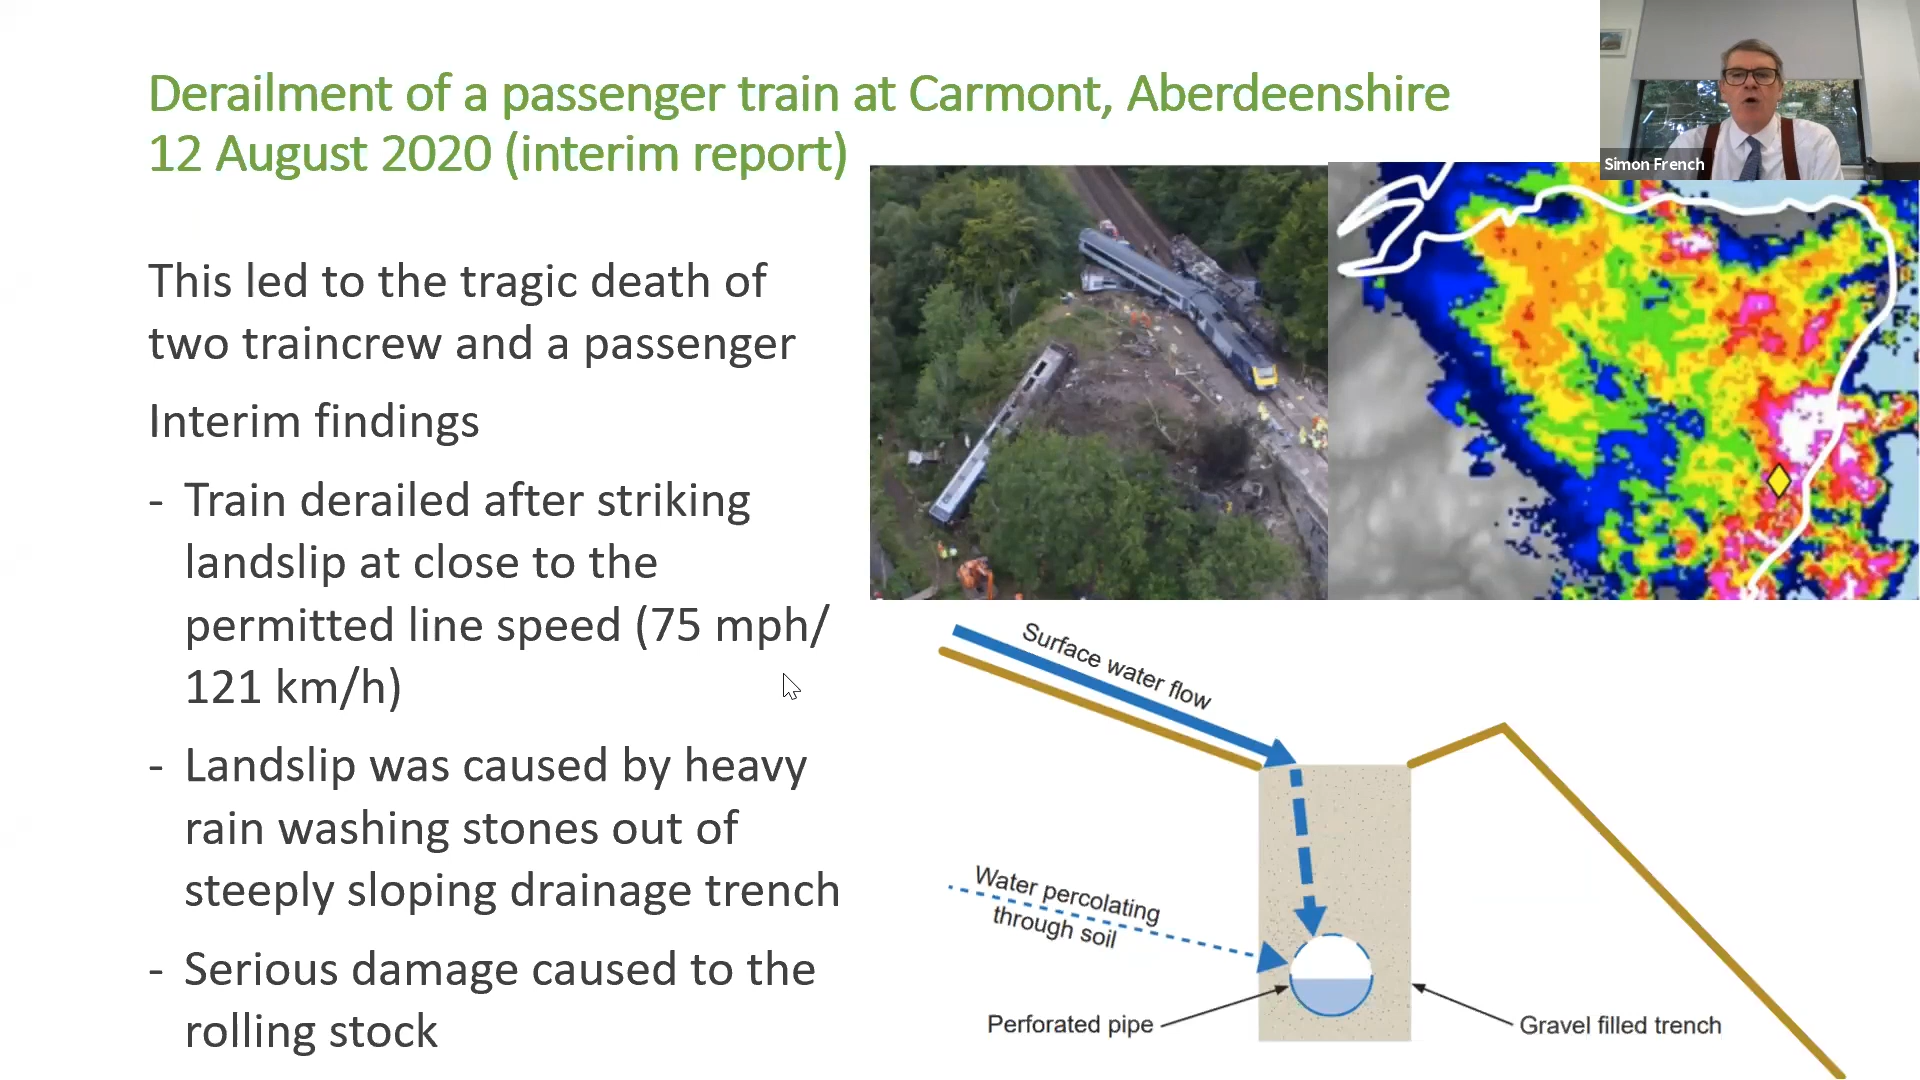 Derailment of a passenger train at Carmont, Aberdeenshire
12 August 2020 (interim report)
Simon French
This led to the tragic death of
two traincrew and a passenger
Interim findings
- Train derailed after striking
landslip at close to the
permitted line speed (75 mph/
121 km/h)
- Landslip was caused by heavy
rain washing stones out of
steeply sloping drainage trench
- Serious damage caused to the
rolling stock
Surface water flow
Water percolating
through soil
Perforated pipe
Gravel filled trench